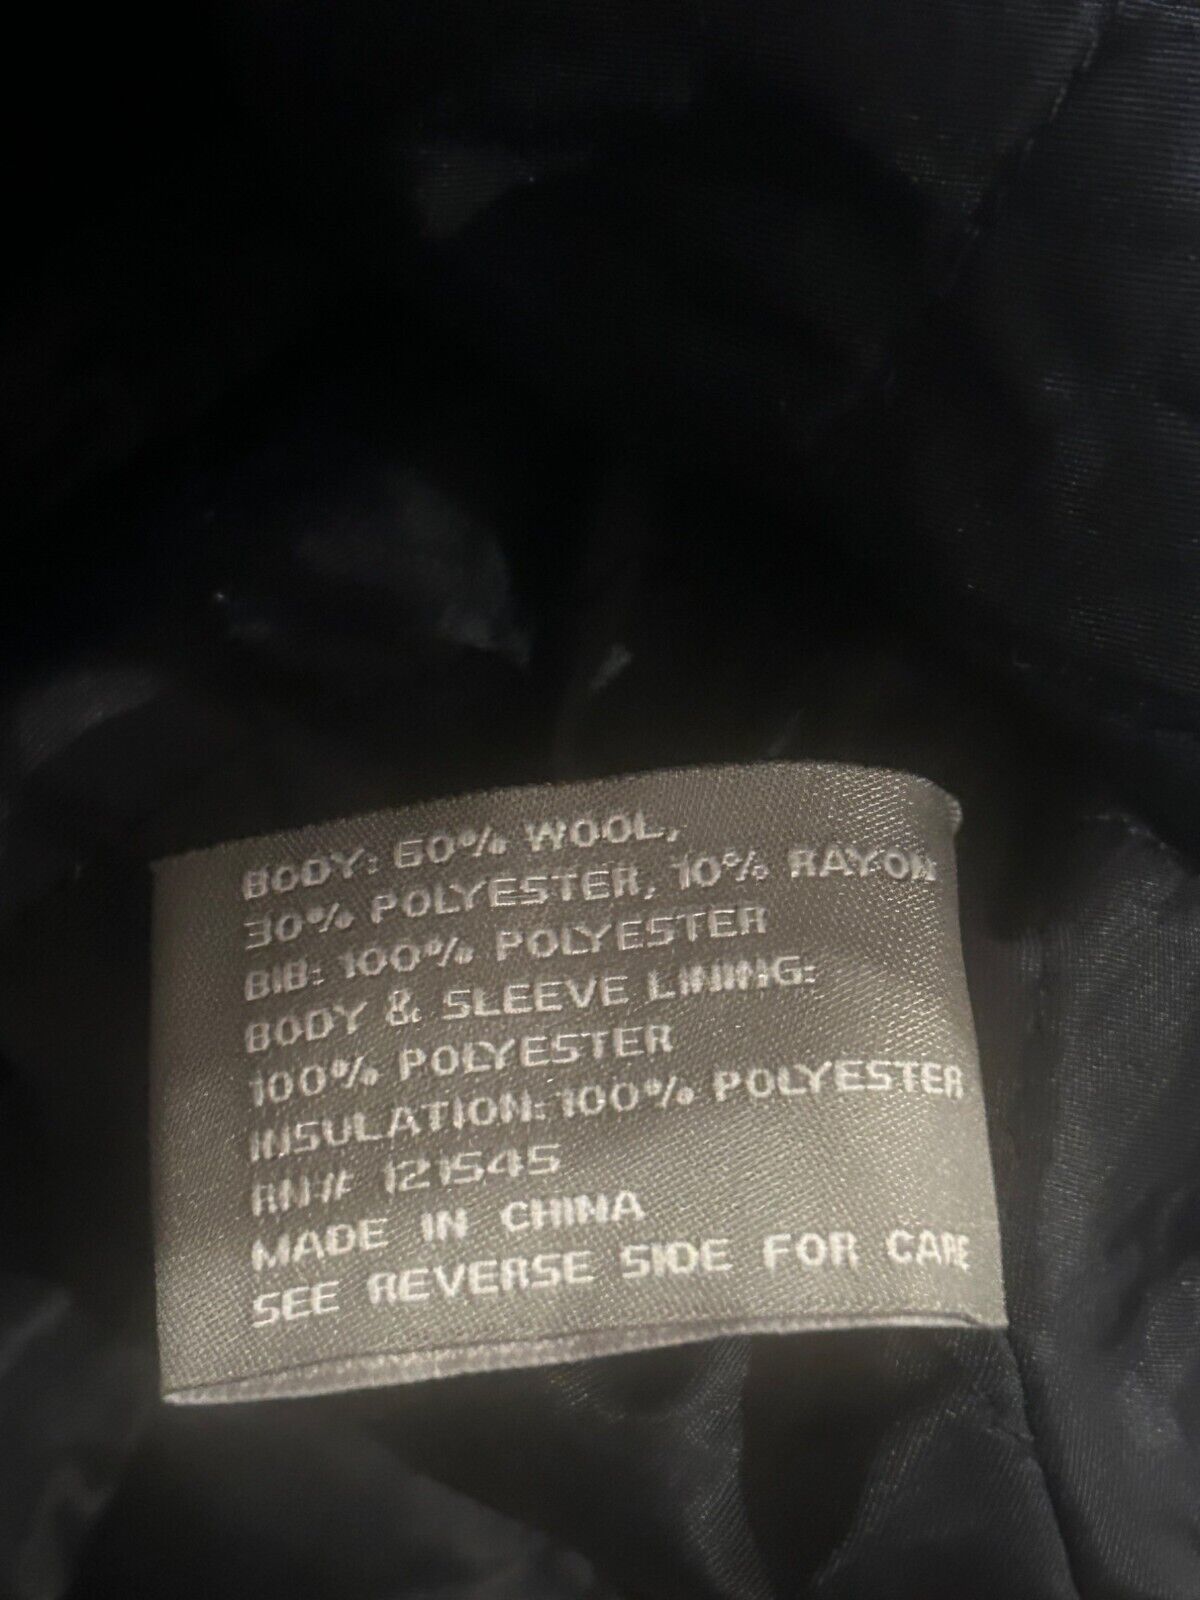 BODY: 60% WOOL,
30% POLYESTER, 10% RAYON
BIB: 100% POLYESTER
BODY & SLEEVE LINING:
100% POLYESTER
INSULATION: 100% POLYESTER
RN# 121545
MADE IN CHINA
SEE REVERSE SIDE FOR CARE